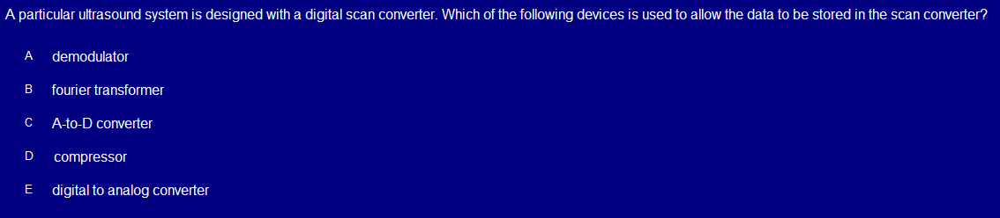 A particular ultrasound system is designed with a digital scan converter. Which of the following devices is used to allow the data to be stored in the scan converter?
A demodulator
B fourier transformer
C A-to-D converter
D compressor
E digital to analog converter